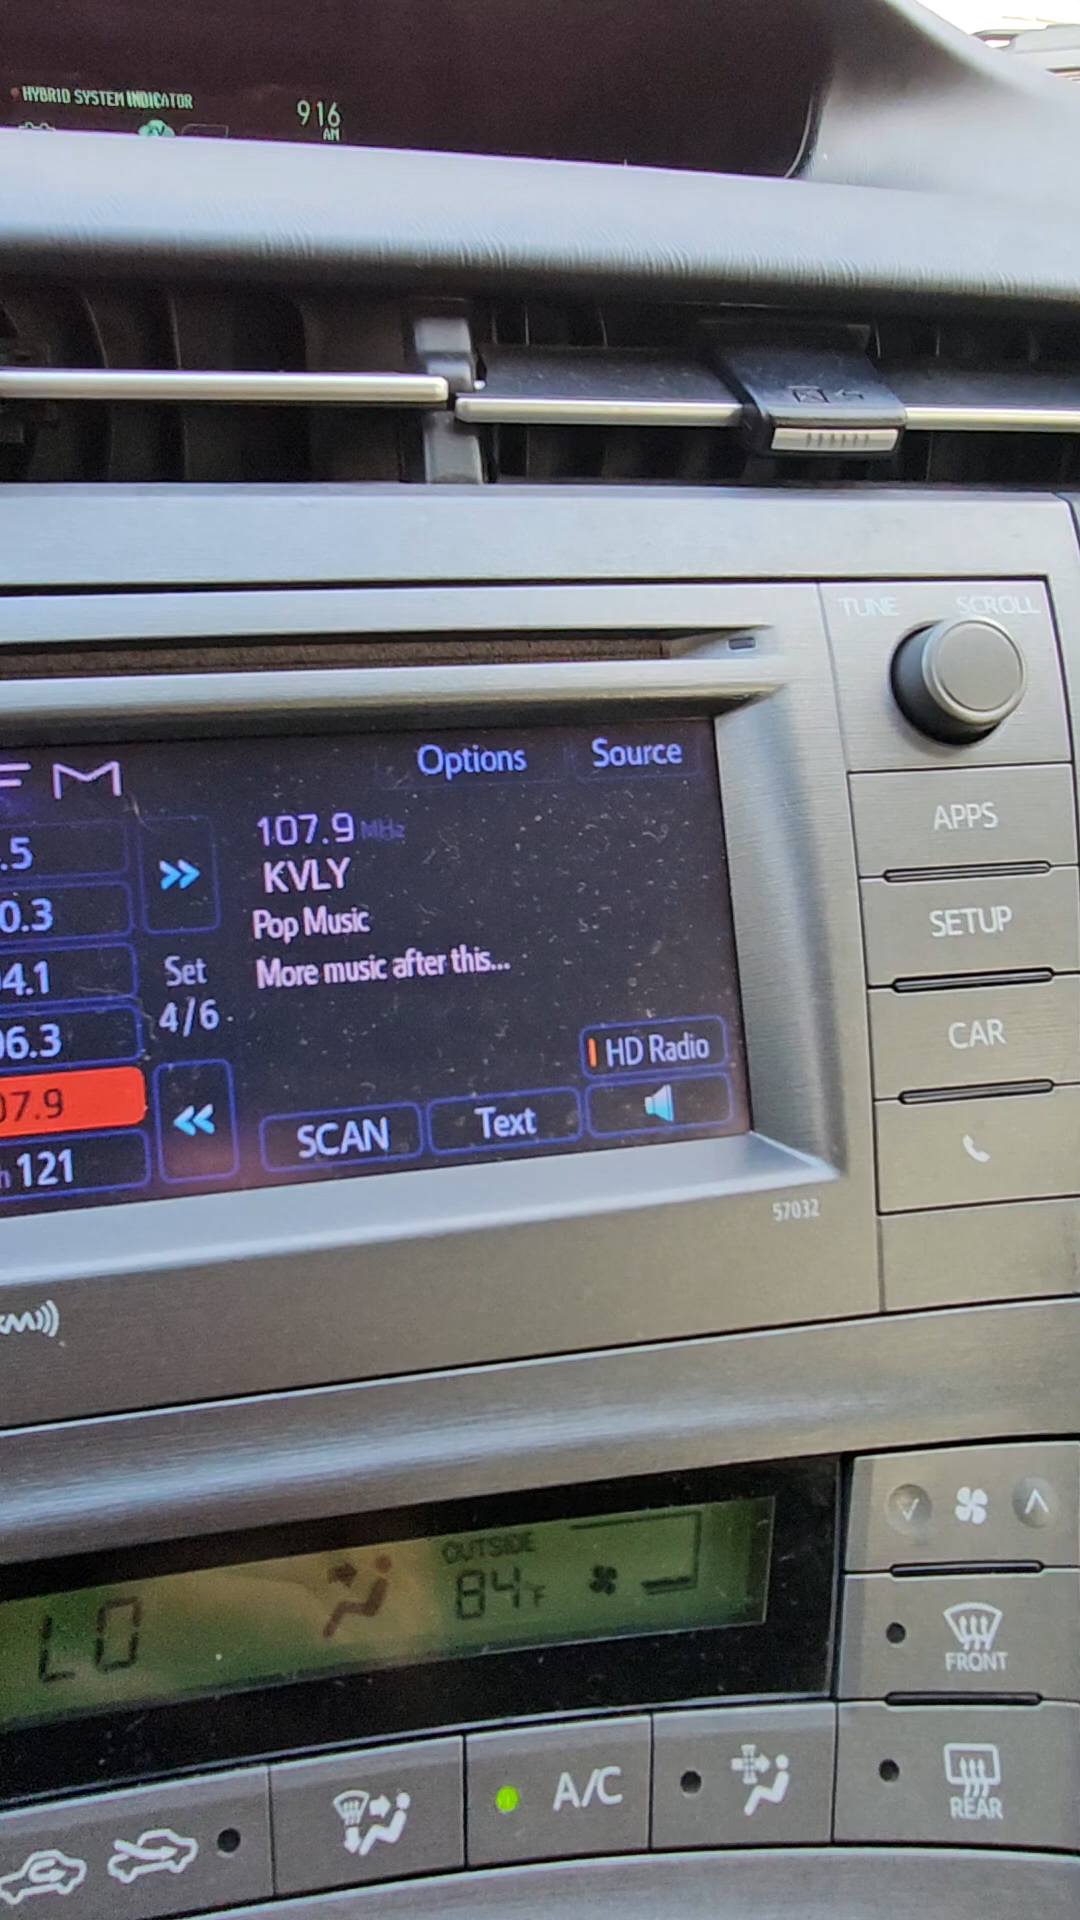 HYBRID SYSTEM INDICATOR
916
AM
TUNE SCROLL
FM
Options
Source
107.9 MHz
KVLY
Pop Music
More music after this...
.5
0.3
4.1
06.3
07.9
121
Set
4/6
HD Radio
SCAN
Text
APPS
SETUP
CAR
57032
LO
OUTSIDE
84°F
FRONT
A/C
REAR